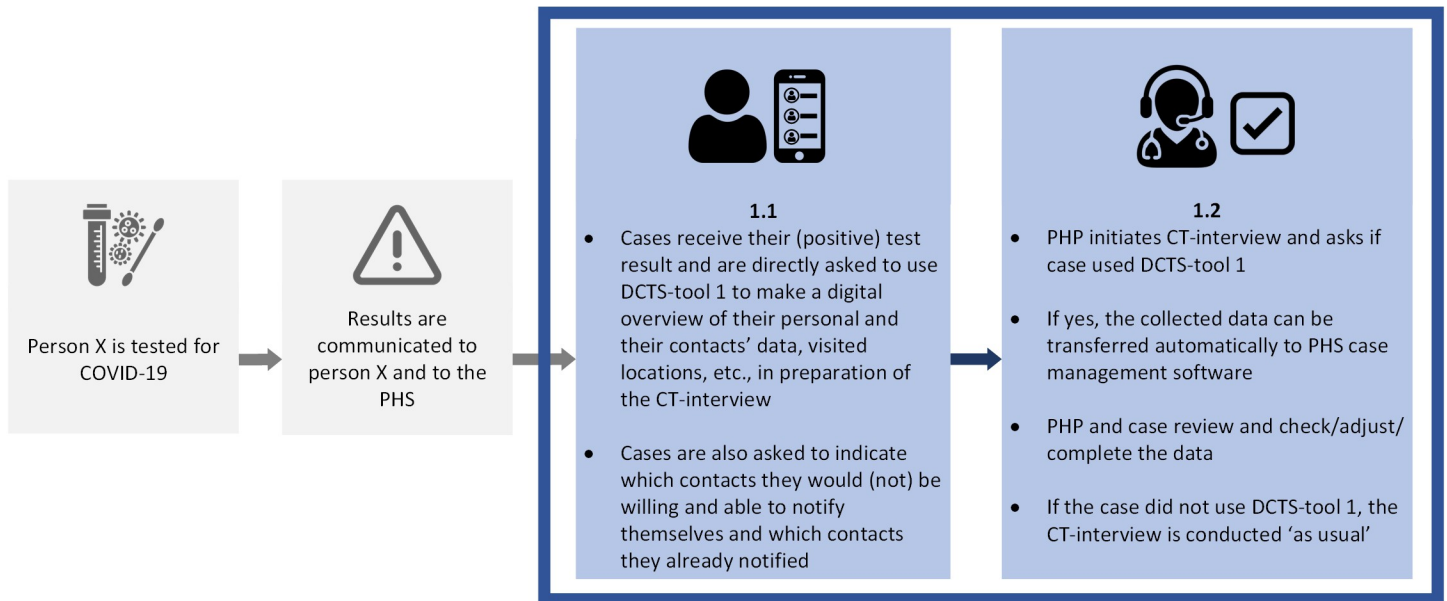 Person X is tested for
COVID-19
Results are
communicated to
person X and to the
PHS
1.1
• Cases receive their (positive) test
result and are directly asked to use
DCTS-tool 1 to make a digital
overview of their personal and
their contacts’ data, visited
locations, etc., in preparation of
the CT-interview
• Cases are also asked to indicate
which contacts they would (not) be
willing and able to notify
themselves and which contacts
they already notified
1.2
• PHP initiates CT-interview and asks if
case used DCTS-tool 1
• If yes, the collected data can be
transferred automatically to PHS case
management software
• PHP and case review and check/adjust/
complete the data
• If the case did not use DCTS-tool 1, the
CT-interview is conducted ‘as usual’